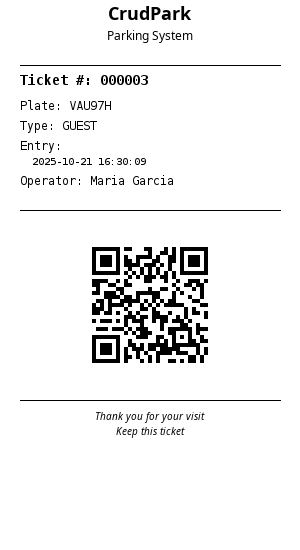 CrudPark
Parking System
Ticket #: 000003
Plate: VAU97H
Type: GUEST
Entry:
2025-10-21 16:30:09
Operator: Maria Garcia
Thank you for your visit
Keep this ticket